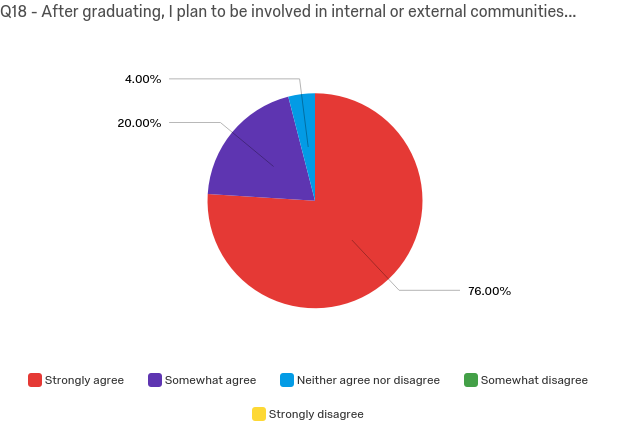 Q18 - After graduating, I plan to be involved in internal or external communities...
4.00%
20.00%
76.00%
Strongly agree
Somewhat agree
Neither agree nor disagree
Somewhat disagree
Strongly disagree